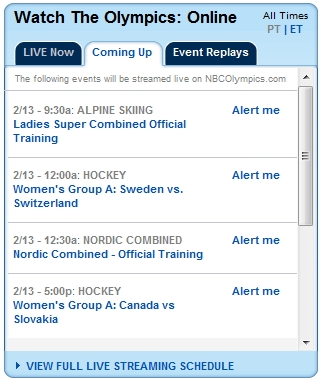 Watch The Olympics: Online
All Times
PT | ET
LIVE Now
Coming Up
Event Replays
The following events will be streamed live on NBCOlympics.com
2/13 - 9:30a: ALPINE SKIING
Alert me
Ladies Super Combined Official
Training
2/13 - 12:00a: HOCKEY
Alert me
Women's Group A: Sweden vs.
Switzerland
2/13 - 12:30a: NORDIC COMBINED
Alert me
Nordic Combined - Official Training
2/13 - 5:00p: HOCKEY
Alert me
Women's Group A: Canada vs
Slovakia
VIEW FULL LIVE STREAMING SCHEDULE